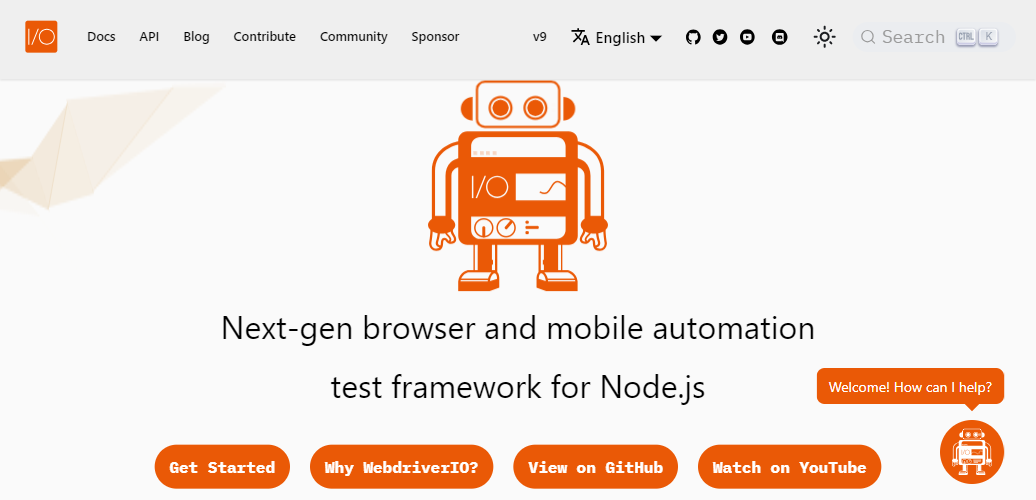 I/O Docs API Blog Contribute Community Sponsor v9 English Search CTRL K
I/O
Next-gen browser and mobile automation
test framework for Node.js
Welcome! How can I help?
Get Started Why WebdriverIO? View on GitHub Watch on YouTube